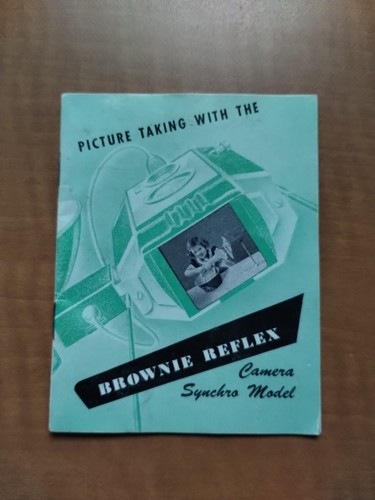 PICTURE TAKING WITH THE
BROWNIE REFLEX
Camera
Synchro Model